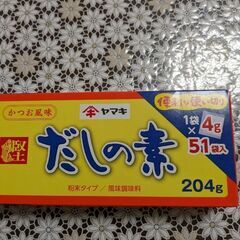 かつお風味
ヤマキ
便利な使い切り
1袋
4g
×
51袋入
だしの素
粉末タイプ／風味調味料
204g